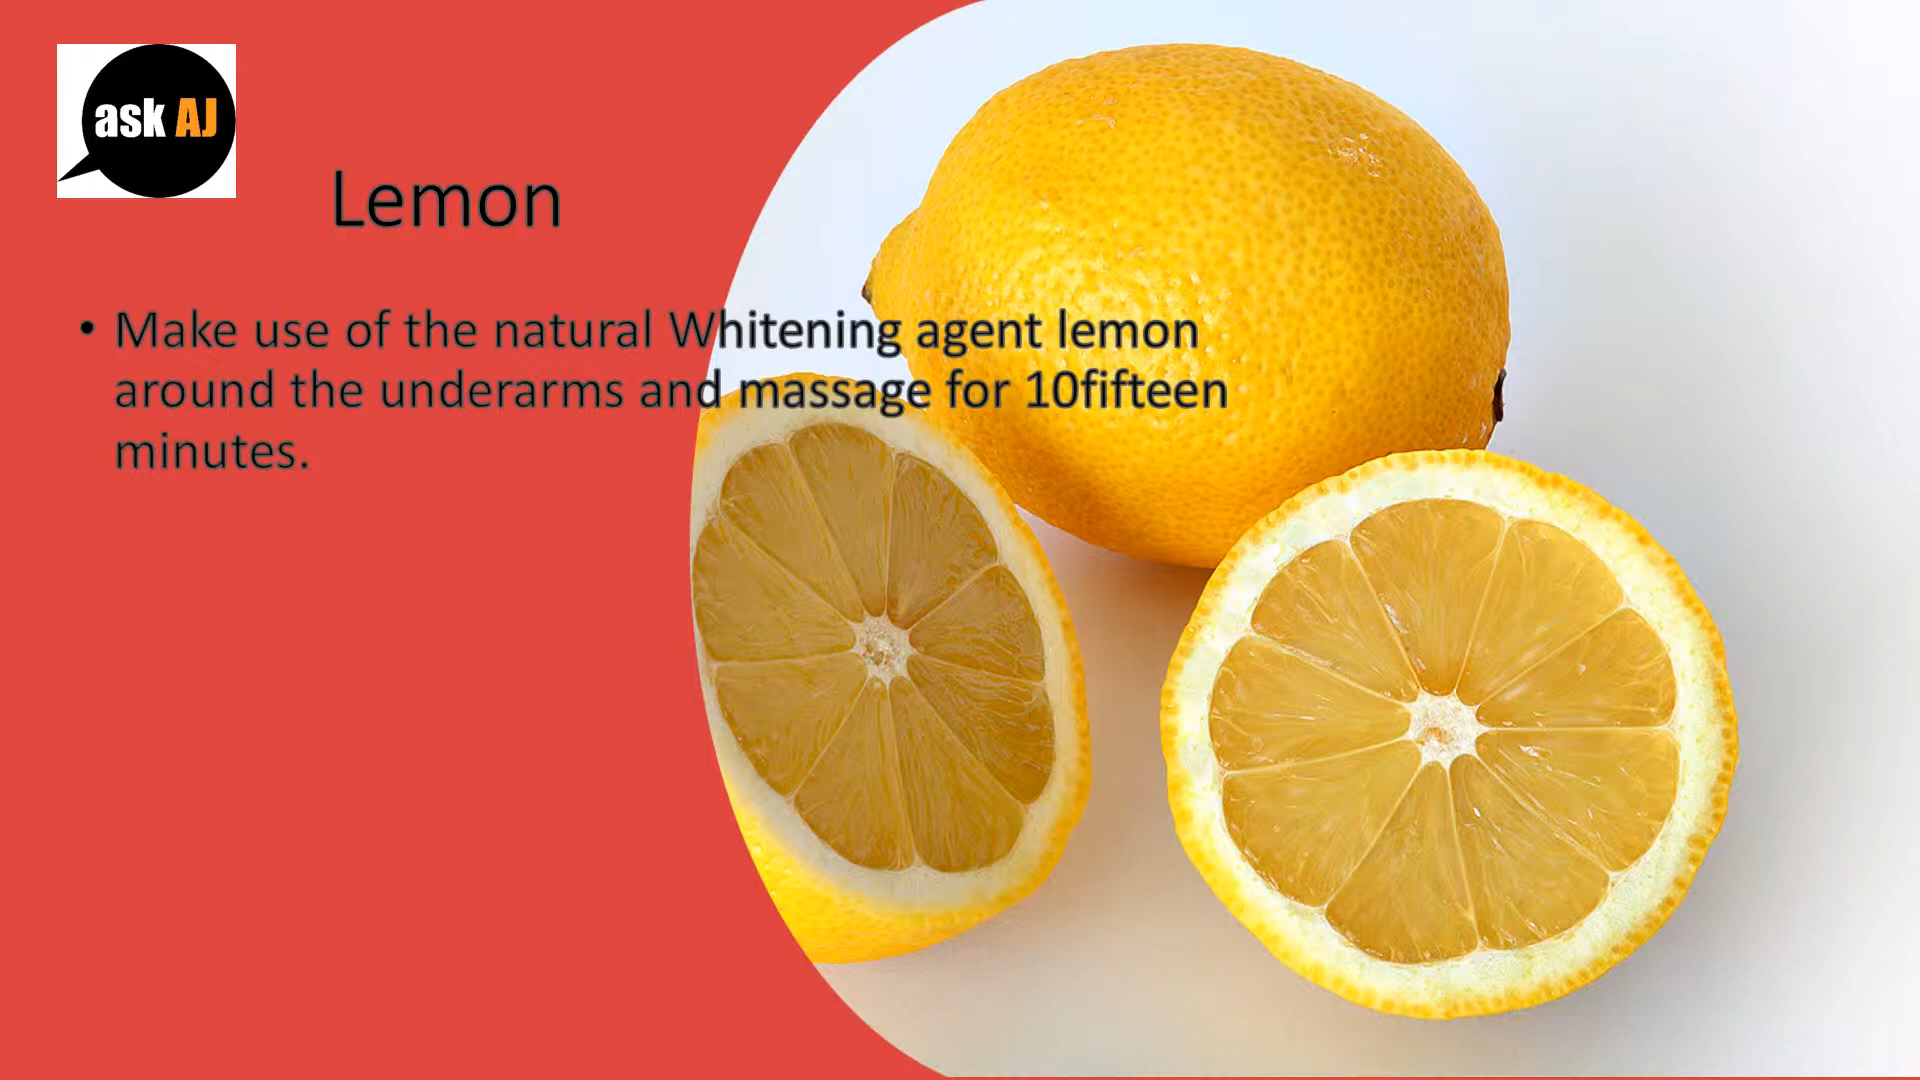 ask AJ
Lemon
• Make use of the natural Whitening agent lemon
around the underarms and massage for 10fifteen
minutes.